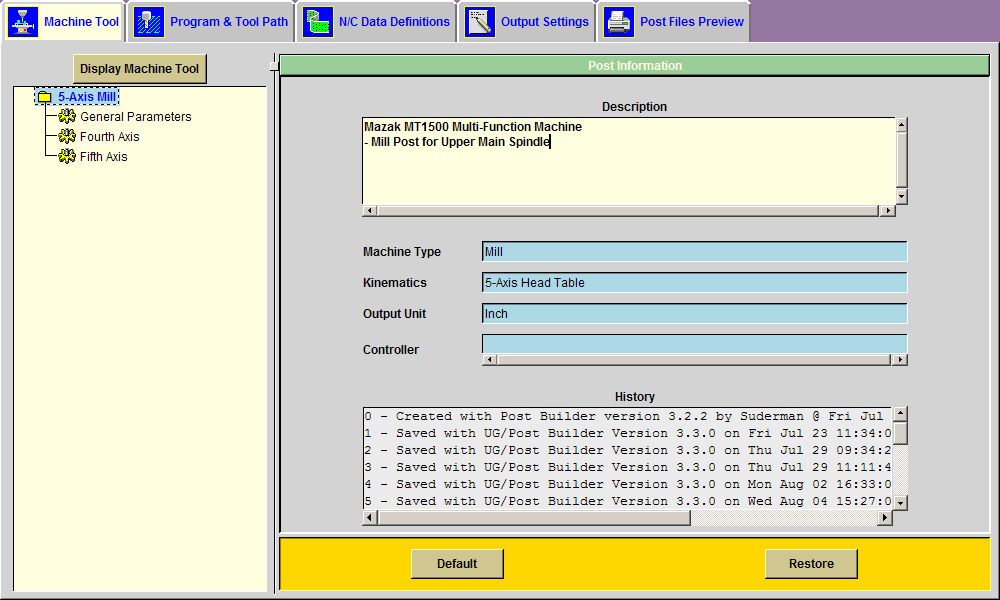 Machine Tool
Program & Tool Path
N/C Data Definitions
Output Settings
Post Files Preview
Display Machine Tool
5-Axis Mill
General Parameters
Fourth Axis
Fifth Axis
Post Information
Description
Mazak MT1500 Multi-Function Machine
- Mill Post for Upper Main Spindle
Machine Type
Mill
Kinematics
5-Axis Head Table
Output Unit
Inch
Controller
History
0 - Created with Post Builder version 3.2.2 by Suderman @ Fri Jul
1 - Saved with UG/Post Builder Version 3.3.0 on Fri Jul 23 11:34:0
2 - Saved with UG/Post Builder Version 3.3.0 on Thu Jul 29 09:34:2
3 - Saved with UG/Post Builder Version 3.3.0 on Thu Jul 29 11:11:4
4 - Saved with UG/Post Builder Version 3.3.0 on Mon Aug 02 16:33:0
5 - Saved with UG/Post Builder Version 3.3.0 on Wed Aug 04 15:27:0
Default
Restore